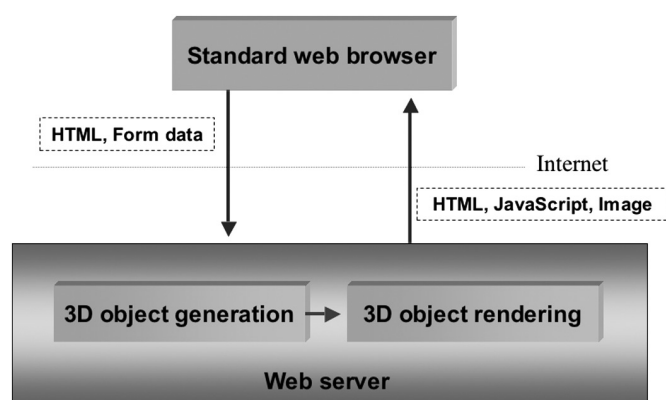 Standard web browser
HTML, Form data
Internet
HTML, JavaScript, Image
3D object generation
3D object rendering
Web server